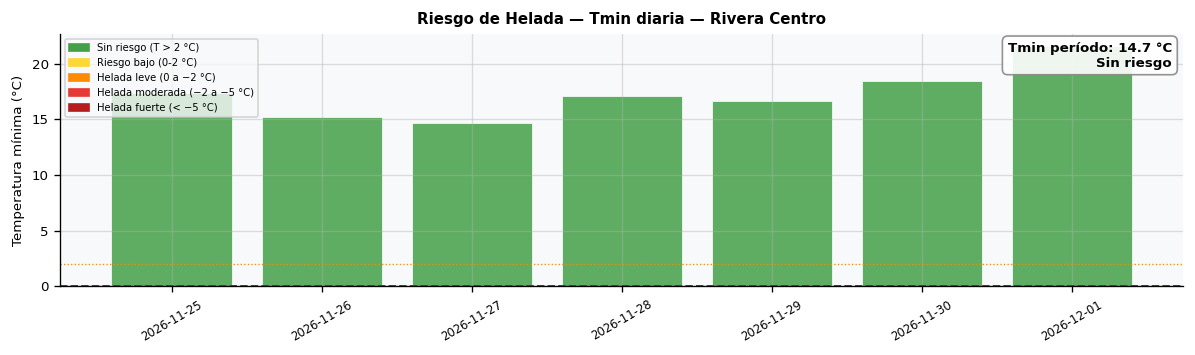 Riesgo de Helada — Tmin diaria — Rivera Centro
Temperatura mínima (°C)
20
15
10
5
0
Sin riesgo (T > 2 °C)
Riesgo bajo (0-2 °C)
Helada leve (0 a −2 °C)
Helada moderada (−2 a −5 °C)
Helada fuerte (< −5 °C)
Tmin período: 14.7 °C
Sin riesgo
2026-11-25
2026-11-26
2026-11-27
2026-11-28
2026-11-29
2026-11-30
2026-12-01